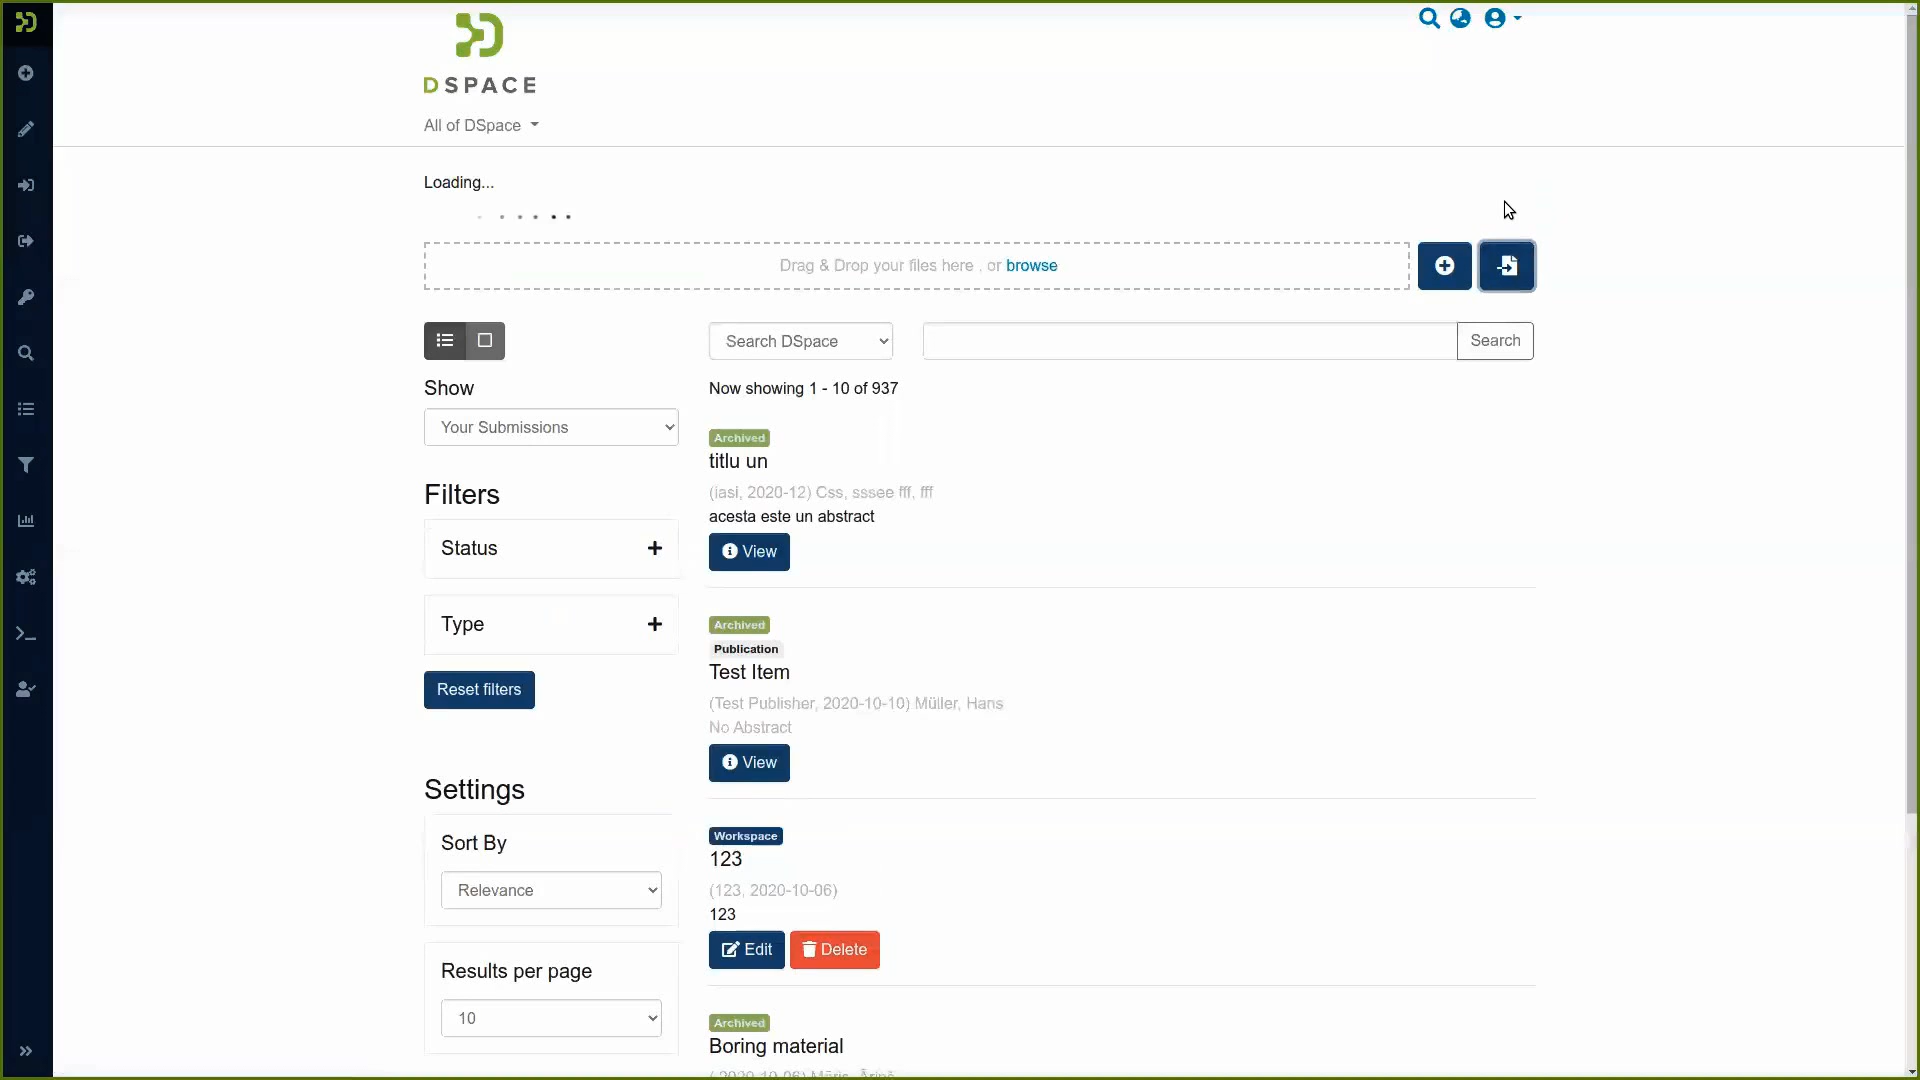 DSPACE
All of DSpace
Loading...
Drag & Drop your files here , or browse
Search DSpace
Search
Show
Your Submissions
Now showing 1 - 10 of 937
Filters
Status
Type
Reset filters
Settings
Sort By
Relevance
Results per page
10
Archived
titlu un
(iasi, 2020-12) Css, sssee fff, fff
acesta este un abstract
View
Archived
Publication
Test Item
(Test Publisher, 2020-10-10) Müller, Hans
No Abstract
View
Workspace
123
(123, 2020-10-06)
123
Edit
Delete
Archived
Boring material